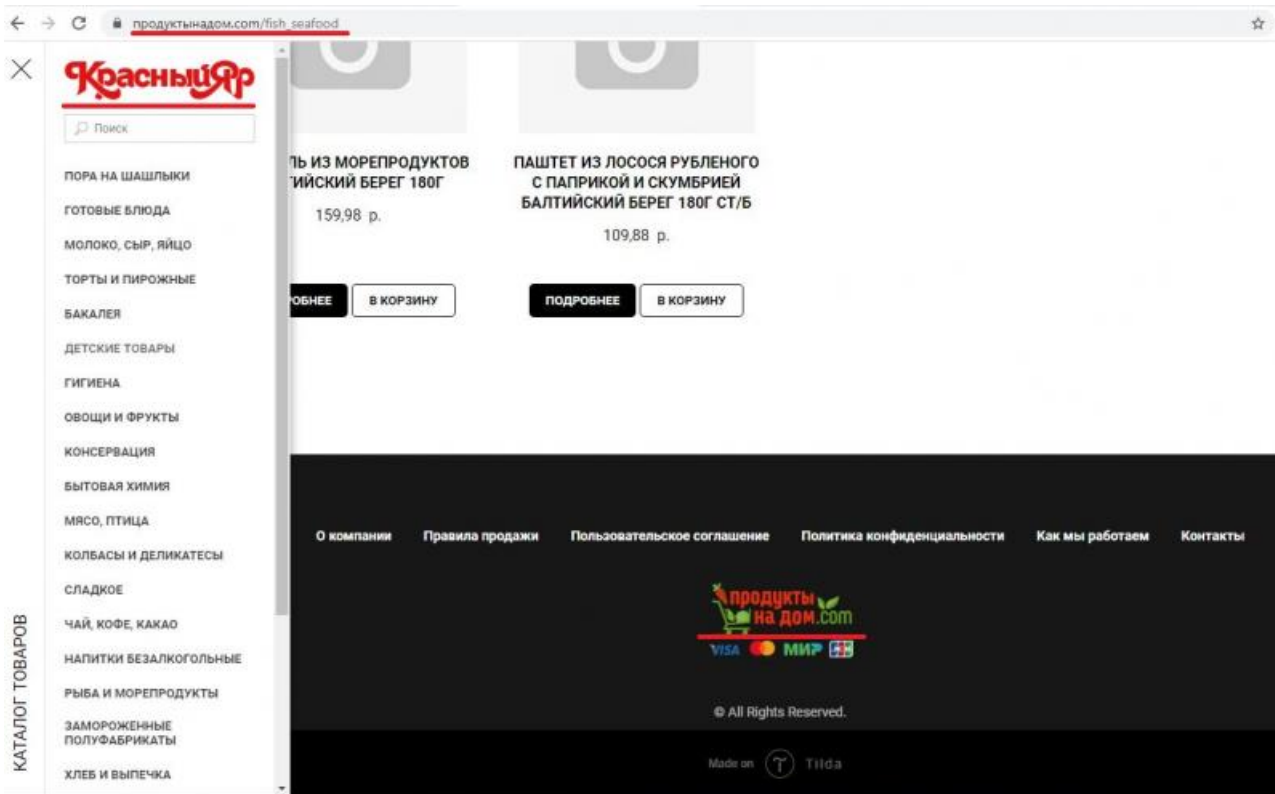 продуктынадом.com/fish_seafood
КрасныйЯр
Поиск
ПОРА НА ШАШЛЫКИ
ГОТОВЫЕ БЛЮДА
МОЛОКО, СЫР, ЯЙЦО
ТОРТЫ И ПИРОЖНЫЕ
БАКАЛЕЯ
ДЕТСКИЕ ТОВАРЫ
ГИГИЕНА
ОВОЩИ И ФРУКТЫ
КОНСЕРВАЦИЯ
БЫТОВАЯ ХИМИЯ
МЯСО, ПТИЦА
КОЛБАСЫ И ДЕЛИКАТЕСЫ
СЛАДКОЕ
ЧАЙ, КОФЕ, КАКАО
НАПИТКИ БЕЗАЛКОГОЛЬНЫЕ
РЫБА И МОРЕПРОДУКТЫ
ЗАМОРОЖЕННЫЕ
ПОЛУФАБРИКАТЫ
ХЛЕБ И ВЫПЕЧКА
КАТАЛОГ ТОВАРОВ
ЛЬ ИЗ МОРЕПРОДУКТОВ
ИЙСКИЙ БЕРЕГ 180Г
159,98 р.
ОБНЕЕ В КОРЗИНУ
ПАШТЕТ ИЗ ЛОСОСЯ РУБЛЕНОГО
С ПАПРИКОЙ И СКУМБРИЕЙ
БАЛТИЙСКИЙ БЕРЕГ 180Г СТ/Б
109,88 р.
ПОДРОБНЕЕ В КОРЗИНУ
О компании Правила продажи Пользовательское соглашение Политика конфиденциальности Как мы работаем Контакты
продукты
на дом.com
VISA МИР JCB
© All Rights Reserved.
Made on Tilda